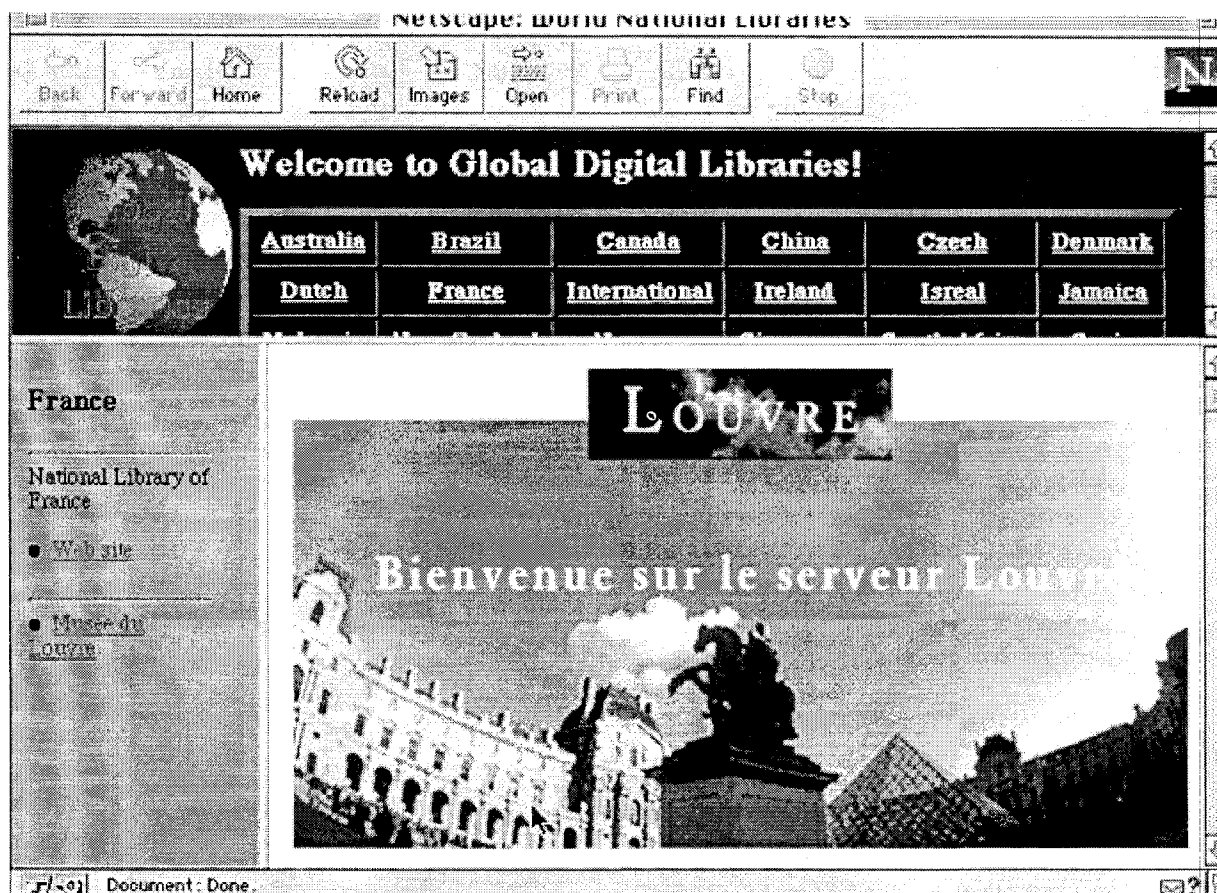 Netscape: World National Libraries
Back Forward Home Reload Images Open Print Find Stop
N
Welcome to Global Digital Libraries!
Australia Brazil Canada China Czech Denmark
Dutch France International Ireland Isreal Jamaica
France
National Library of
France
Web site
Musée du
Louvre
LOUVRE
Bienvenue sur le serveur Louvre
Document: Done.
?